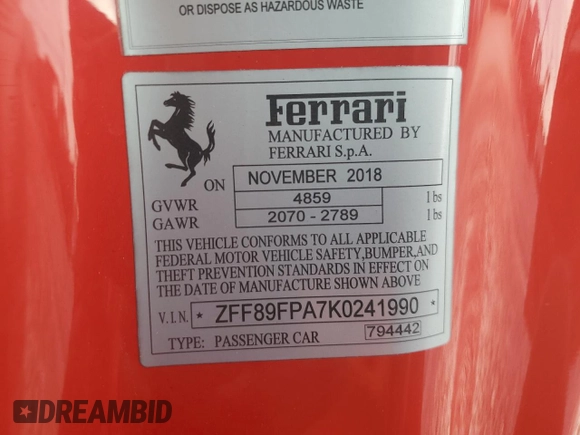 OR DISPOSE AS HAZARDOUS WASTE
Ferrari
MANUFACTURED BY
FERRARI S.p.A.
ON NOVEMBER 2018
GVWR 4859 lbs
GAWR 2070 - 2789 lbs
THIS VEHICLE CONFORMS TO ALL APPLICABLE
FEDERAL MOTOR VEHICLE SAFETY,BUMPER,AND
THEFT PREVENTION STANDARDS IN EFFECT ON
THE DATE OF MANUFACTURE SHOWN ABOVE
V.I.N. * ZFF89FPA7K0241990 *
TYPE: PASSENGER CAR 794442
DREAMBID